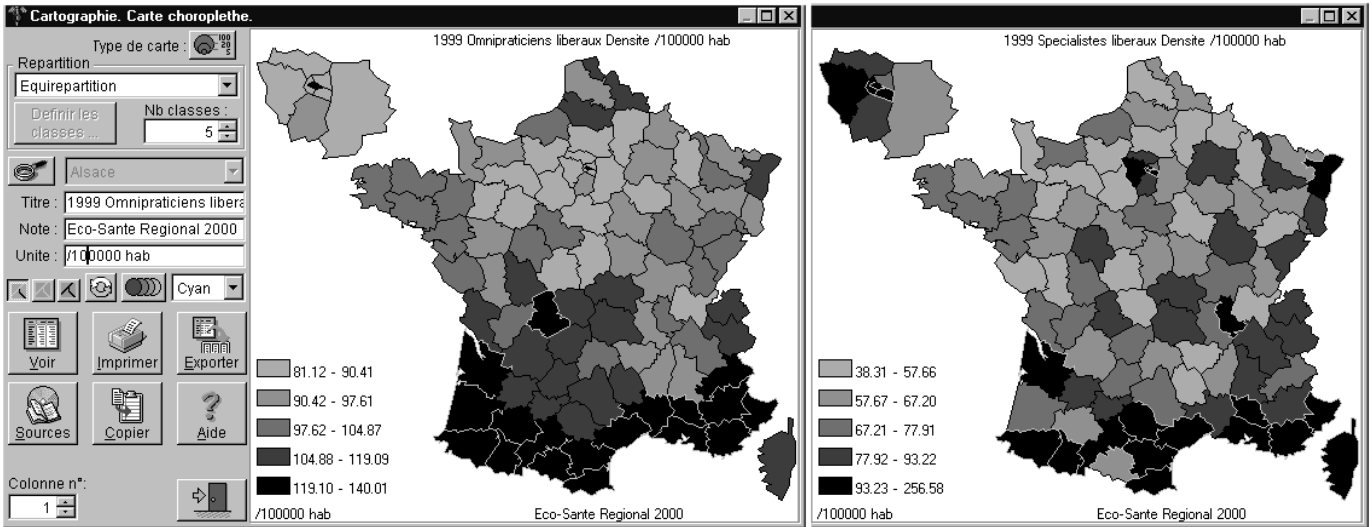 Cartographie. Carte choroplethe.
Type de carte :
100
20
5
Repartition
Equirepartition
Definir les
classes ...
Nb classes :
5
Alsace
Titre : 1999 Omnipraticiens libera
Note : Eco-Sante Regional 2000
Unite : /100000 hab
Cyan
Voir
Imprimer
Exporter
Sources
Copier
Aide
Colonne n°:
1
1999 Omnipraticiens liberaux Densite /100000 hab
81.12 - 90.41
90.42 - 97.61
97.62 - 104.87
104.88 - 119.09
119.10 - 140.01
/100000 hab
Eco-Sante Regional 2000
1999 Specialistes liberaux Densite /100000 hab
38.31 - 57.66
57.67 - 67.20
67.21 - 77.91
77.92 - 93.22
93.23 - 256.58
/100000 hab
Eco-Sante Regional 2000